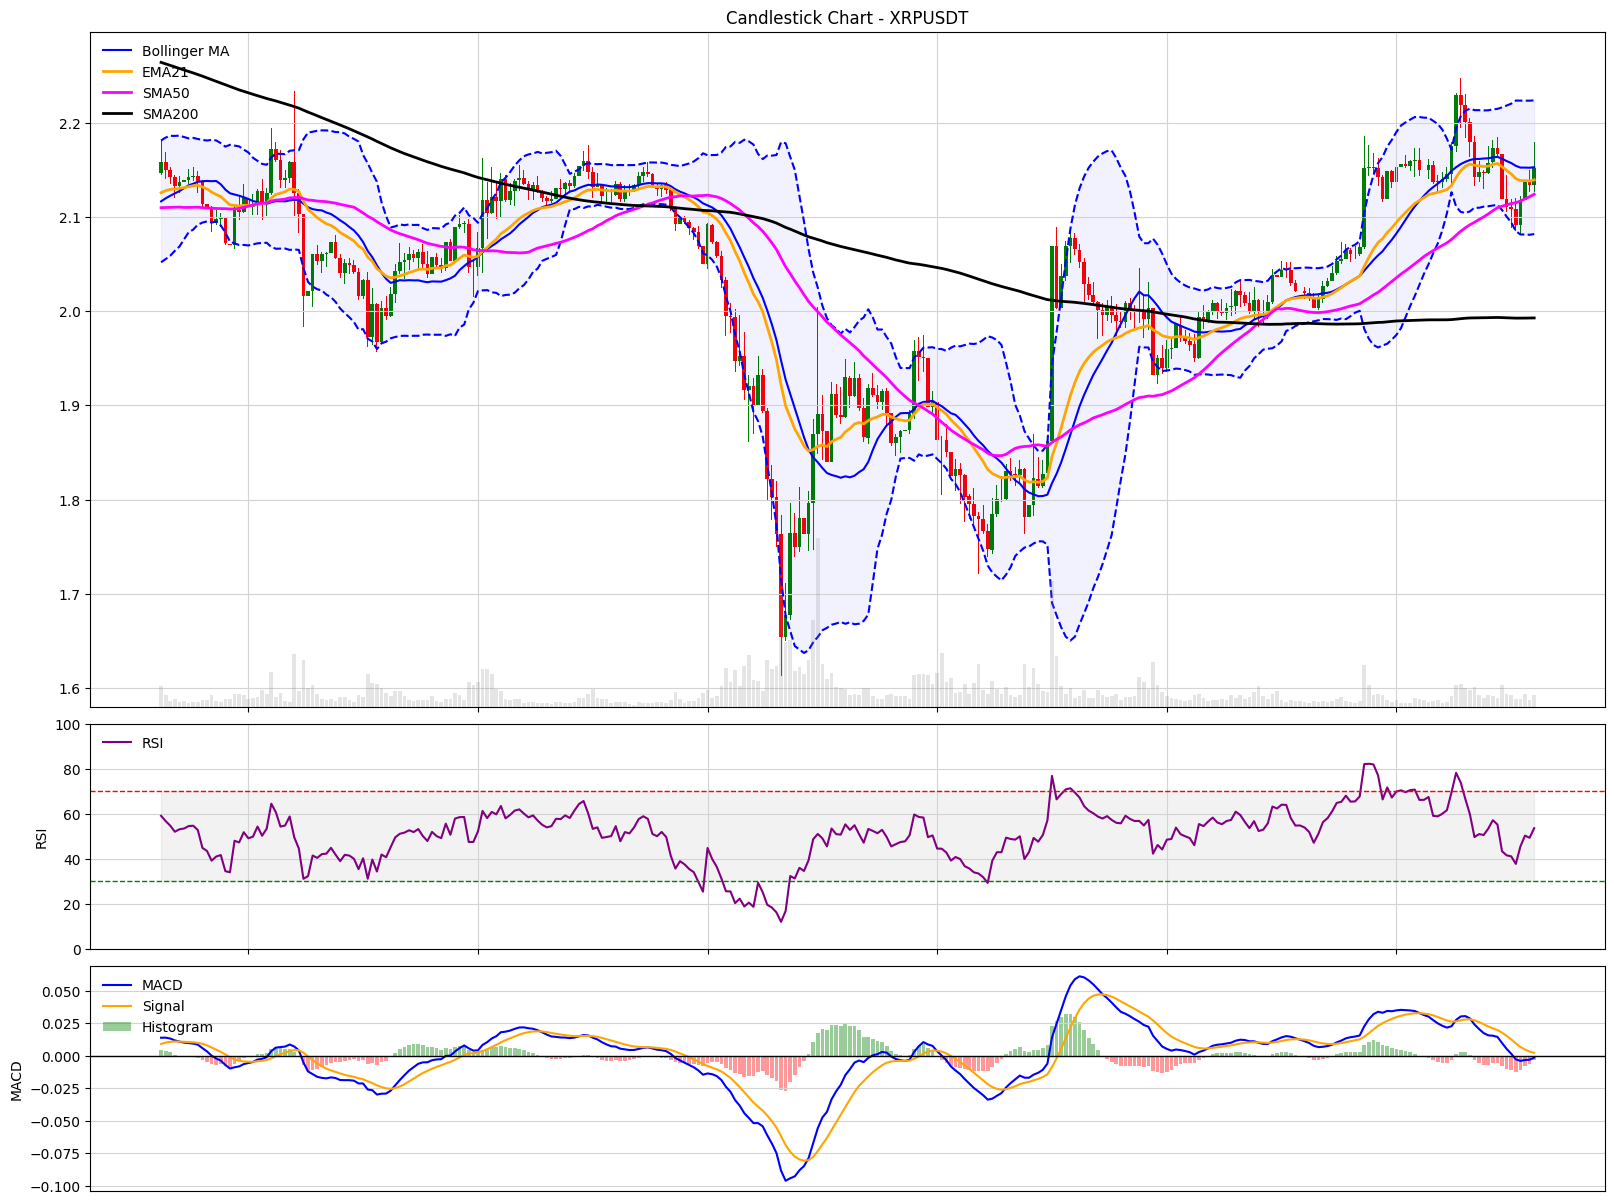 Candlestick Chart - XRPUSDT
Bollinger MA
EMA21
SMA50
SMA200
2.2
2.1
2.0
1.9
1.8
1.7
1.6
RSI
100
80
60
40
20
0
RSI
MACD
Signal
Histogram
0.050
0.025
0.000
−0.025
−0.050
−0.075
−0.100
MACD